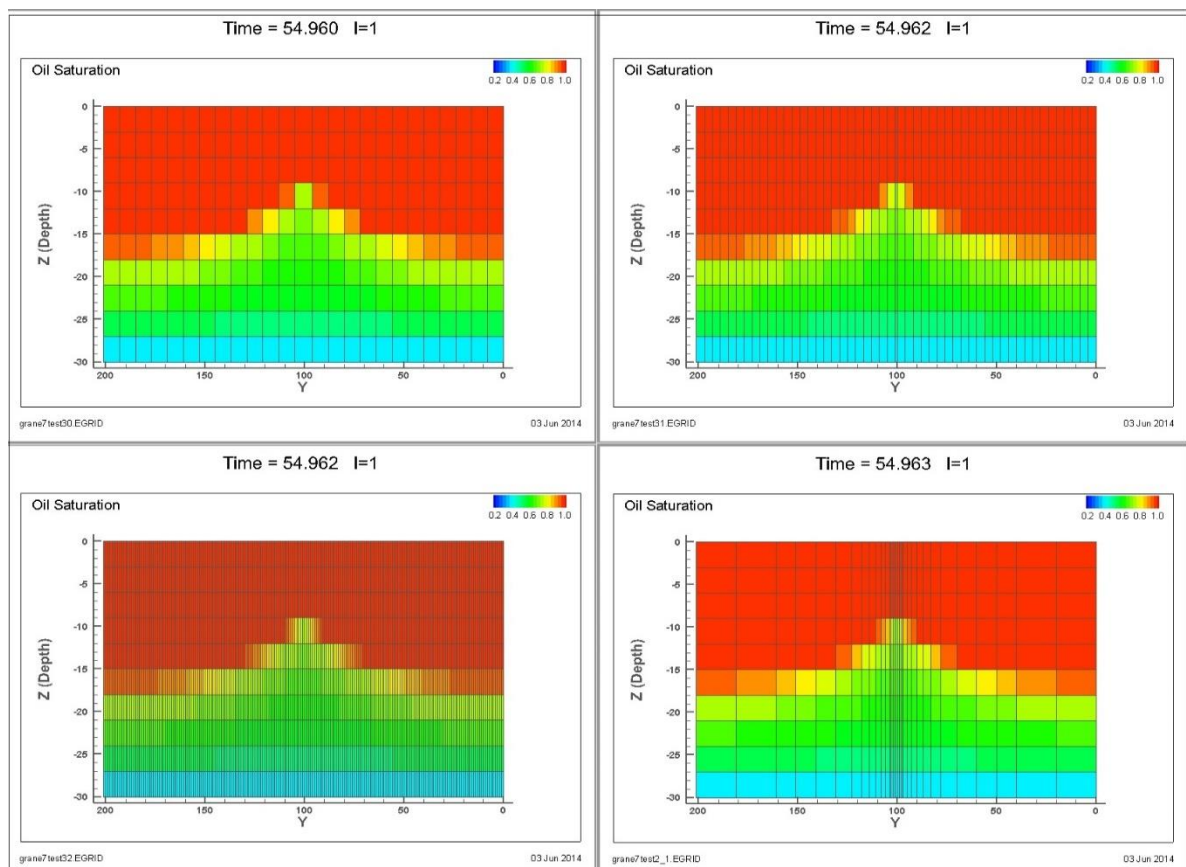 Time = 54.960 I=1
Oil Saturation
0.2 0.4 0.6 0.8 1.0
Z (Depth)
0
-5
-10
-15
-20
-25
-30
200 150 100 50 0
Y
grane7test30.EGRID
03 Jun 2014
Time = 54.962 I=1
Oil Saturation
0.2 0.4 0.6 0.8 1.0
Z (Depth)
0
-5
-10
-15
-20
-25
-30
200 150 100 50 0
Y
grane7test31.EGRID
03 Jun 2014
Time = 54.962 I=1
Oil Saturation
0.2 0.4 0.6 0.8 1.0
Z (Depth)
0
-5
-10
-15
-20
-25
-30
200 150 100 50 0
Y
grane7test32.EGRID
03 Jun 2014
Time = 54.963 I=1
Oil Saturation
0.2 0.4 0.6 0.8 1.0
Z (Depth)
0
-5
-10
-15
-20
-25
-30
200 150 100 50 0
Y
grane7test2_1.EGRID
03 Jun 2014